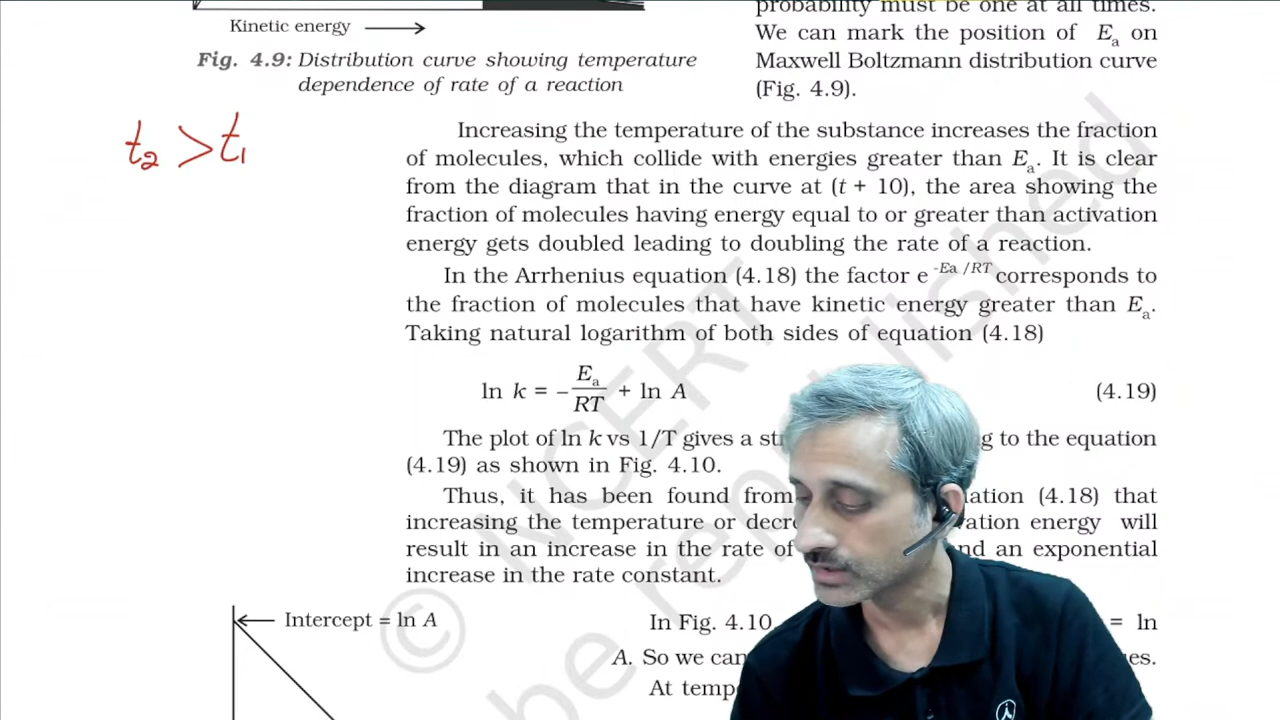 Kinetic energy
probability must be one at all times.
We can mark the position of Ea on
Maxwell Boltzmann distribution curve
(Fig. 4.9).
Fig. 4.9: Distribution curve showing temperature
dependence of rate of a reaction
t2 > t1
Increasing the temperature of the substance increases the fraction
of molecules, which collide with energies greater than Ea. It is clear
from the diagram that in the curve at (t + 10), the area showing the
fraction of molecules having energy equal to or greater than activation
energy gets doubled leading to doubling the rate of a reaction.
In the Arrhenius equation (4.18) the factor e -Ea /RT corresponds to
the fraction of molecules that have kinetic energy greater than Ea.
Taking natural logarithm of both sides of equation (4.18)
ln k = – Ea/RT + ln A (4.19)
The plot of ln k vs 1/T gives a st g to the equation
(4.19) as shown in Fig. 4.10.
Thus, it has been found from ation (4.18) that
increasing the temperature or decre vation energy will
result in an increase in the rate of nd an exponential
increase in the rate constant.
Intercept = ln A
In Fig. 4.10 = ln
A. So we can es.
At temp
© NCERT
be republished